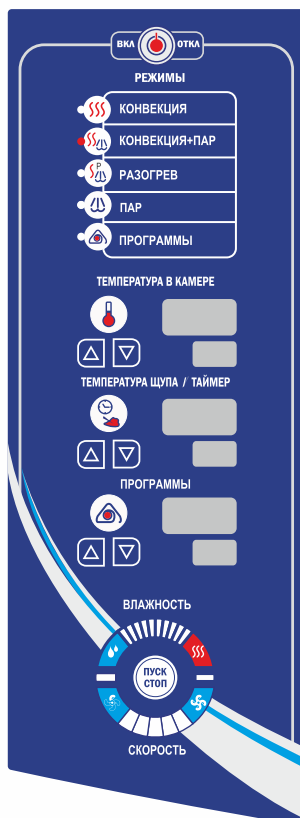 ВКЛ ОТКЛ
РЕЖИМЫ
КОНВЕКЦИЯ
КОНВЕКЦИЯ+ПАР
P
РАЗОГРЕВ
ПАР
ПРОГРАММЫ
ТЕМПЕРАТУРА В КАМЕРЕ
ТЕМПЕРАТУРА ЩУПА / ТАЙМЕР
ПРОГРАММЫ
ВЛАЖНОСТЬ
ПУСК
СТОП
СКОРОСТЬ